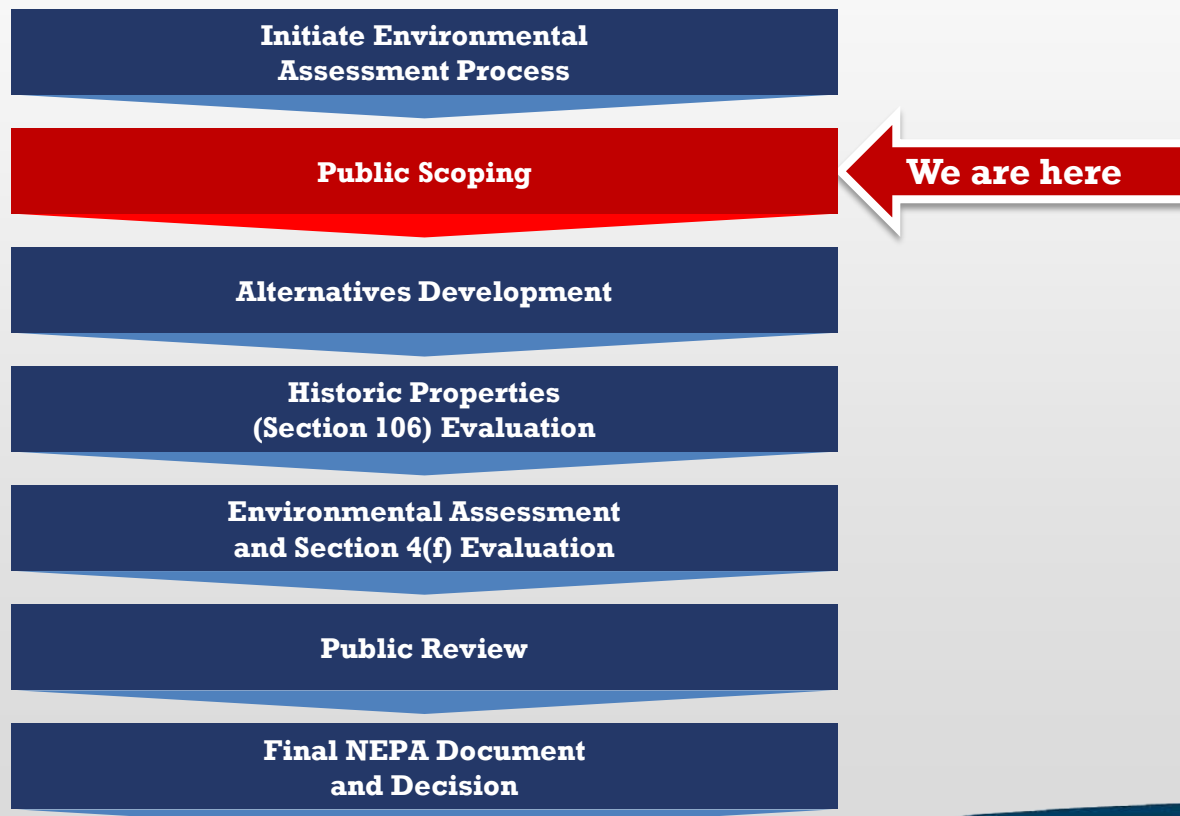 Initiate Environmental
Assessment Process
Public Scoping
We are here
Alternatives Development
Historic Properties
(Section 106) Evaluation
Environmental Assessment
and Section 4(f) Evaluation
Public Review
Final NEPA Document
and Decision